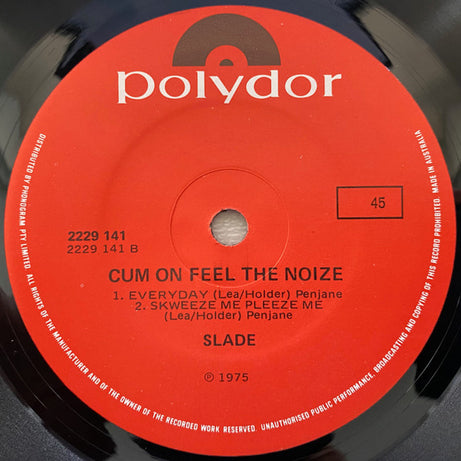 polydor
45
2229 141
2229 141 B
CUM ON FEEL THE NOIZE
1. EVERYDAY (Lea/Holder) Penjane
2. SKWEEZE ME PLEEZE ME
(Lea/Holder) Penjane
SLADE
℗ 1975
DISTRIBUTED BY PHONOGRAM PTY LIMITED. ALL RIGHTS OF THE MANUFACTURER AND OF THE OWNER OF THE RECORDED WORK RESERVED. UNAUTHORISED PUBLIC PERFORMANCE, BROADCASTING AND COPYING OF THIS RECORD PROHIBITED. MADE IN AUSTRALIA